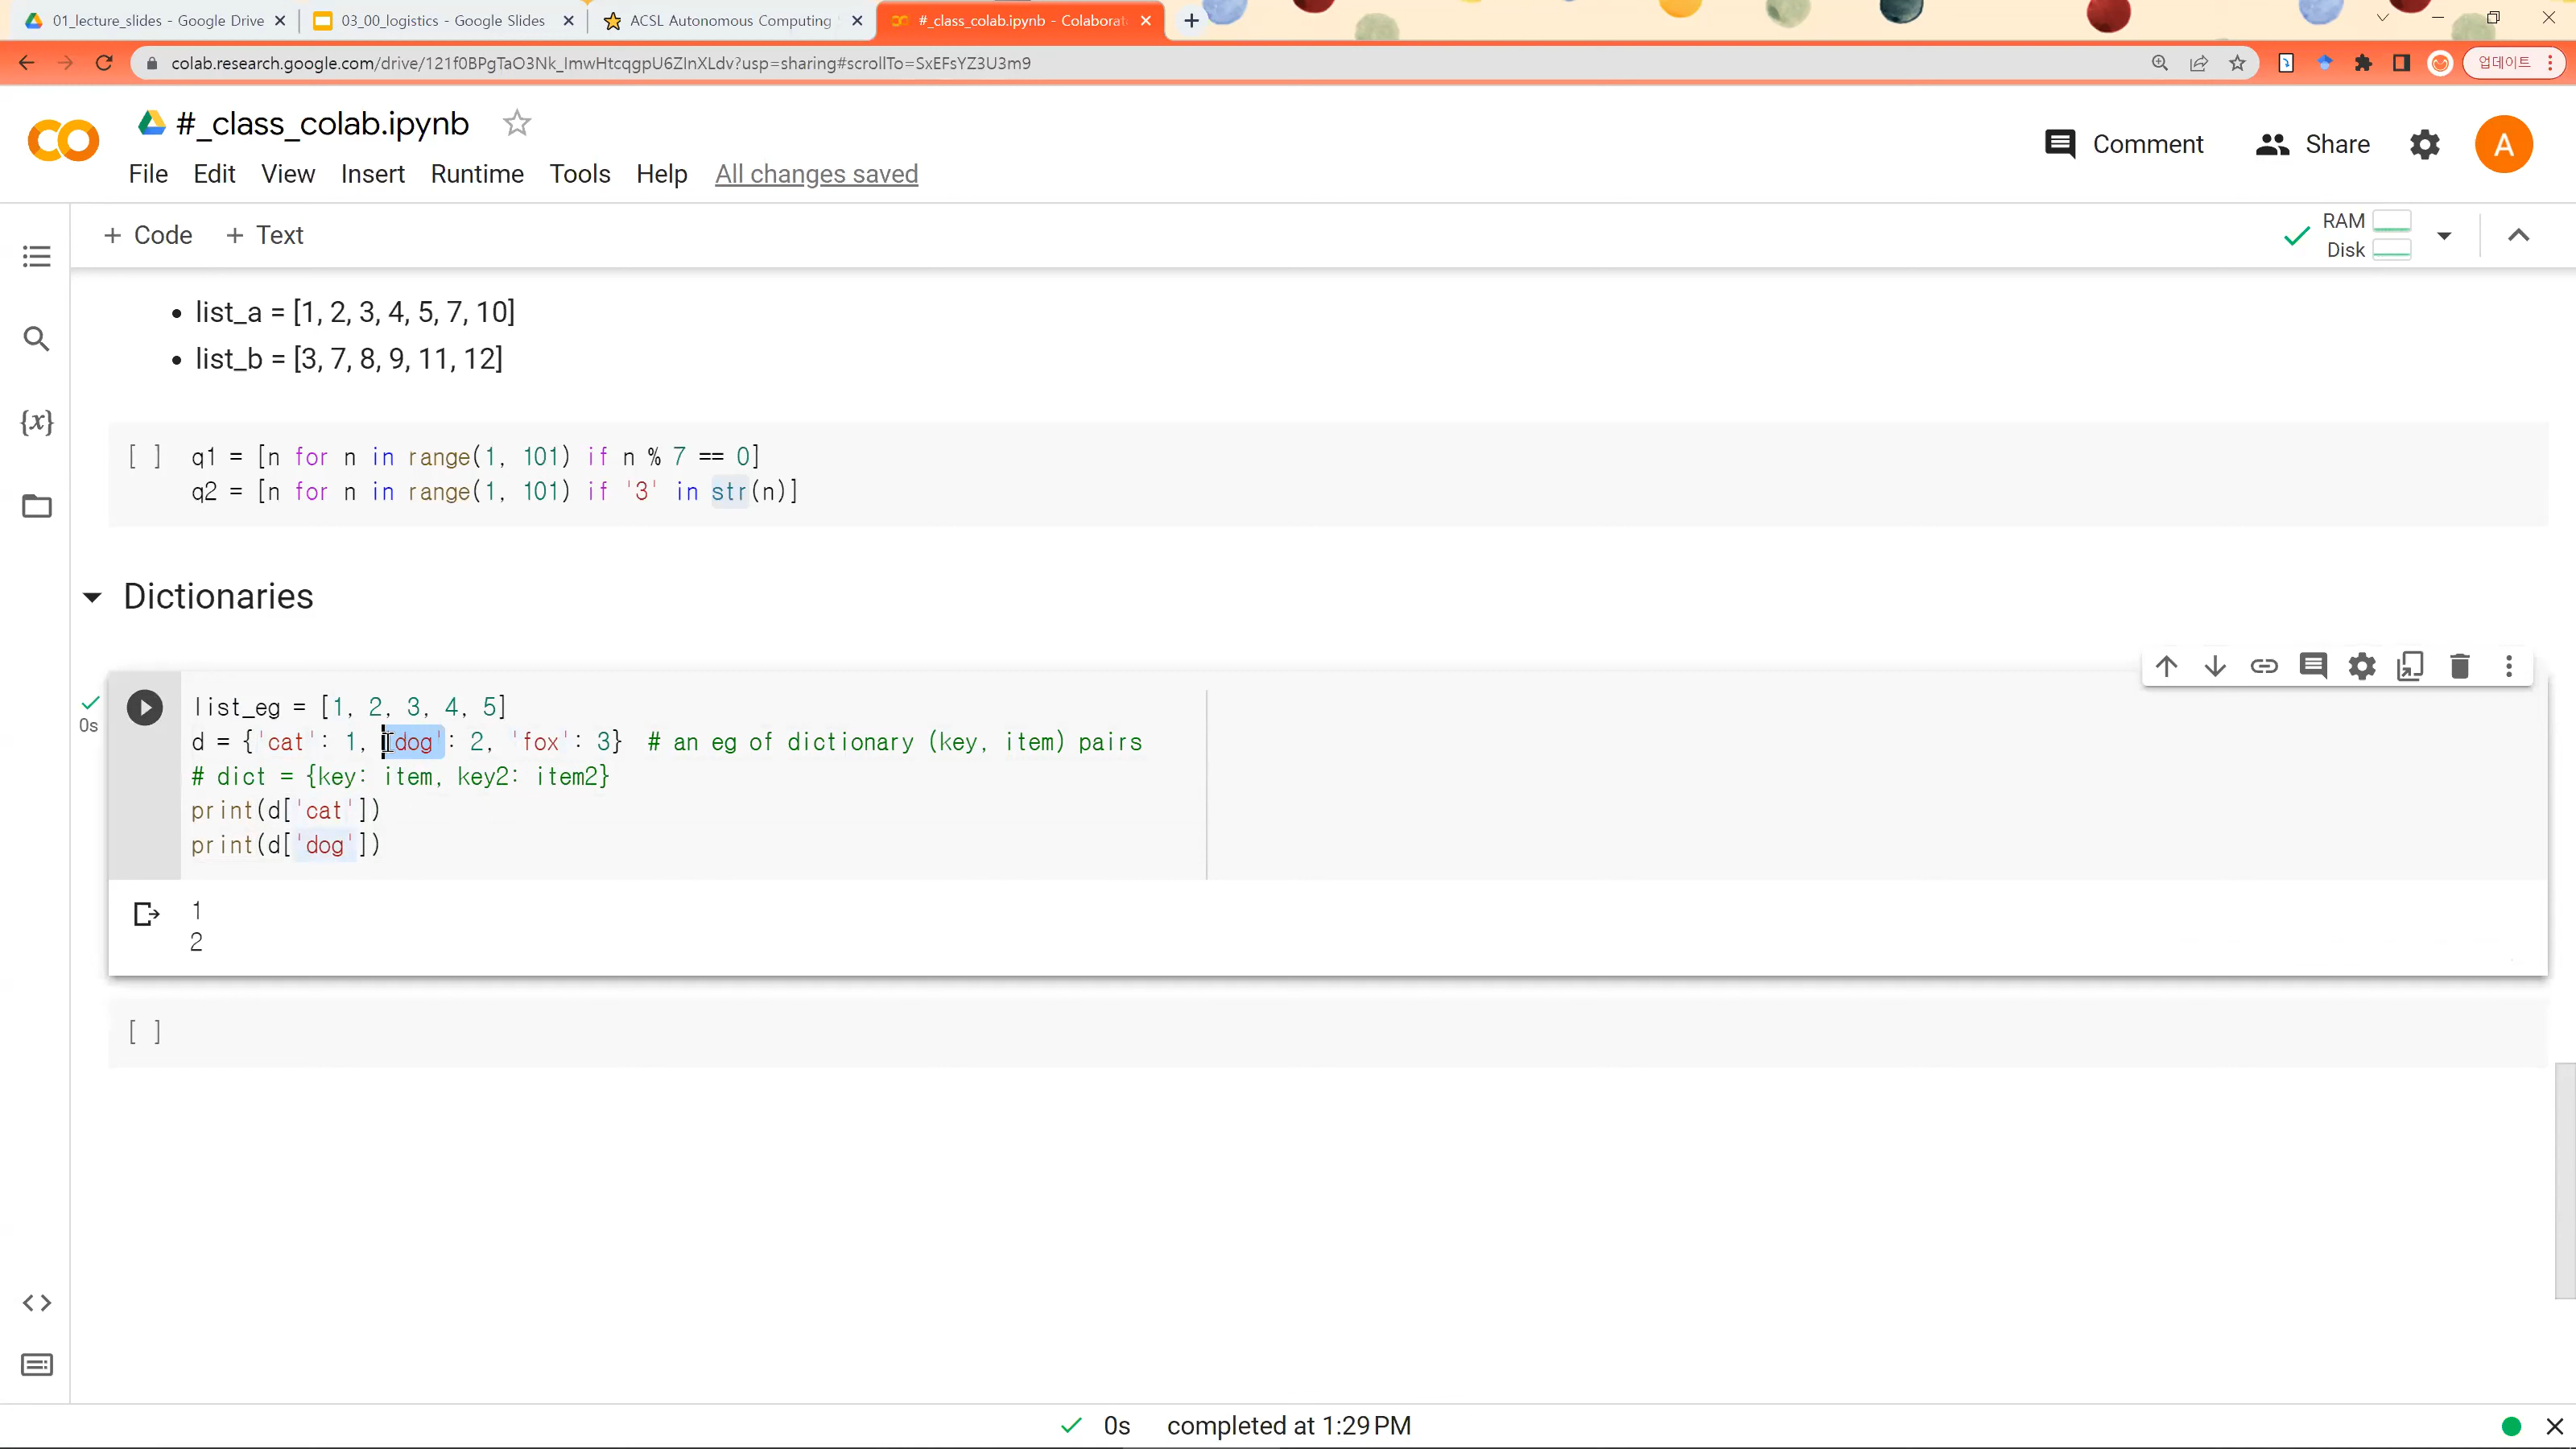 01_lecture_slides - Google Drive
03_00_logistics - Google Slides
ACSL Autonomous Computing
#_class_colab.ipynb - Colaborat
colab.research.google.com/drive/121f0BPgTaO3Nk_ImwHtcqgpU6ZInXLdv?usp=sharing#scrollTo=SxEFsYZ3U3m9
업데이트
#_class_colab.ipynb
Comment
Share
A
File Edit View Insert Runtime Tools Help All changes saved
+ Code + Text
RAM
Disk
{x}
• list_a = [1, 2, 3, 4, 5, 7, 10]
• list_b = [3, 7, 8, 9, 11, 12]
[ ] q1 = [n for n in range(1, 101) if n % 7 == 0]
q2 = [n for n in range(1, 101) if '3' in str(n)]
Dictionaries
0s
list_eg = [1, 2, 3, 4, 5]
d = {'cat': 1, 'dog': 2, 'fox': 3} # an eg of dictionary (key, item) pairs
# dict = {key: item, key2: item2}
print(d['cat'])
print(d['dog'])
1
2
[ ]
0s completed at 1:29 PM